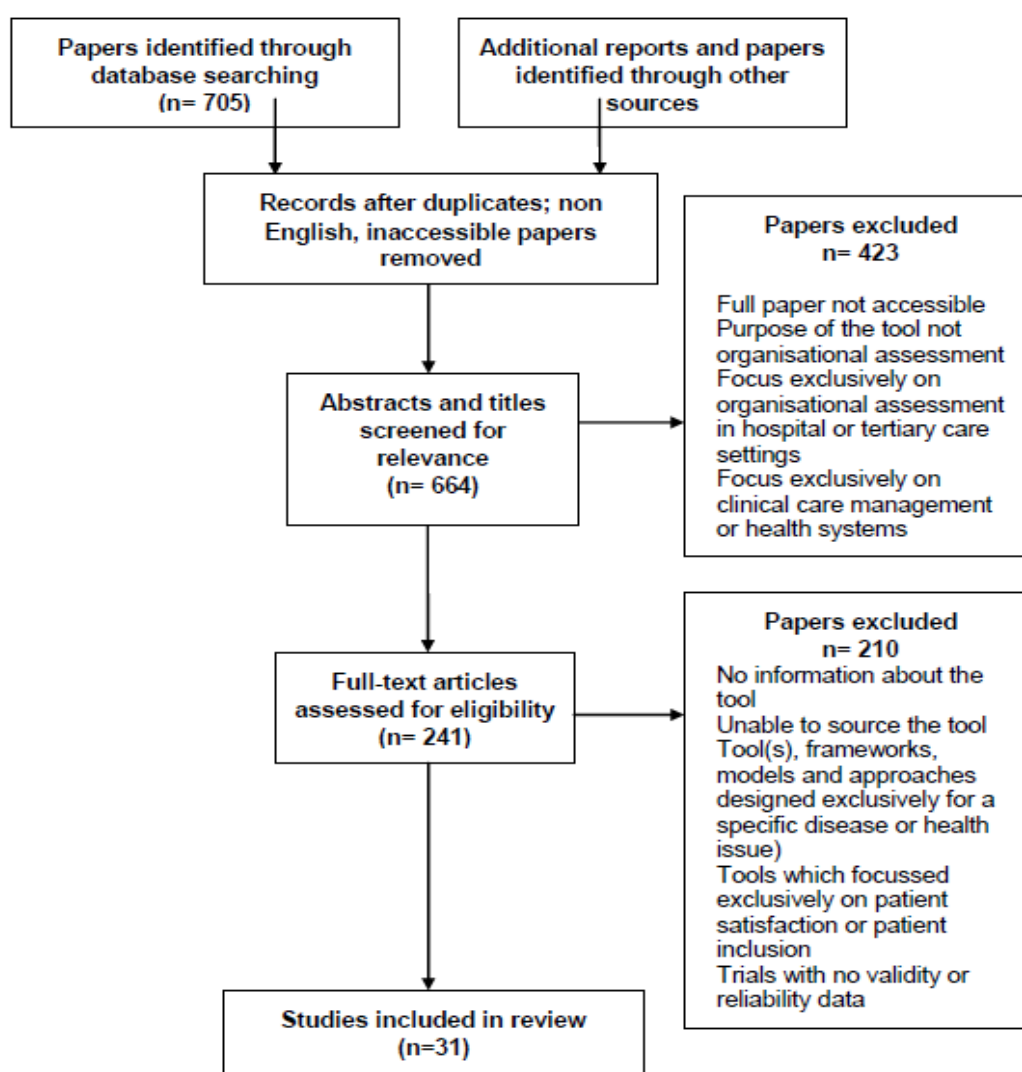 Papers identified through
database searching
(n= 705)
Additional reports and papers
identified through other
sources
Records after duplicates; non
English, inaccessible papers
removed
Papers excluded
n= 423
Full paper not accessible
Purpose of the tool not
organisational assessment
Focus exclusively on
organisational assessment
in hospital or tertiary care
settings
Focus exclusively on
clinical care management
or health systems
Abstracts and titles
screened for
relevance
(n= 664)
Papers excluded
n= 210
No information about the
tool
Unable to source the tool
Tool(s), frameworks,
models and approaches
designed exclusively for a
specific disease or health
issue)
Tools which focussed
exclusively on patient
satisfaction or patient
inclusion
Trials with no validity or
reliability data
Full-text articles
assessed for eligibility
(n= 241)
Studies included in review
(n=31)